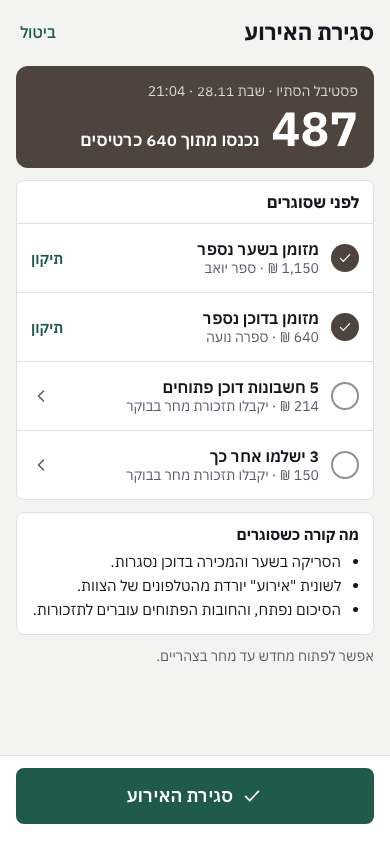 סגירת האירוע
ביטול
פסטיבל הסתיו · שבת 28.11 · 21:04
487 נכנסו מתוך 640 כרטיסים
לפני שסוגרים
מזומן בשער נספר
1,150 ₪ · ספר יואב
תיקון
מזומן בדוכן נספר
640 ₪ · ספרה נועה
תיקון
5 חשבונות דוכן פתוחים
214 ₪ · יקבלו תזכורת מחר בבוקר
3 ישלמו אחר כך
150 ₪ · יקבלו תזכורת מחר בבוקר
מה קורה כשסוגרים
• הסריקה בשער והמכירה בדוכן נסגרות.
• לשונית "אירוע" יורדת מהטלפונים של הצוות.
• הסיכום נפתח, והחובות הפתוחים עוברים לתזכורות.
אפשר לפתוח מחדש עד מחר בצהריים.
סגירת האירוע